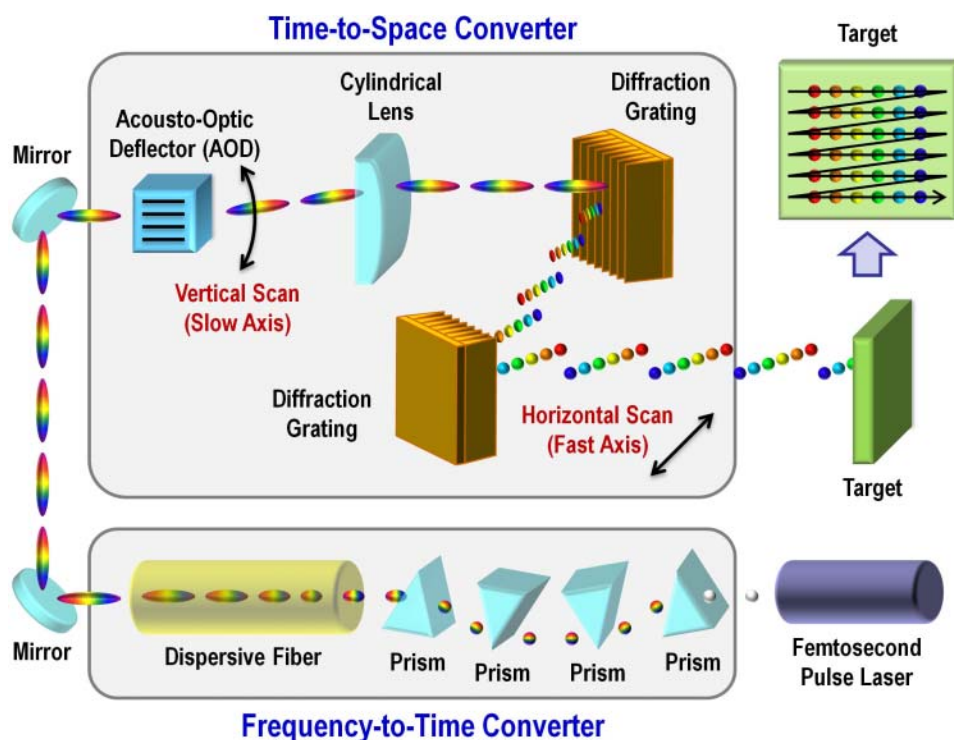 Time-to-Space Converter
Target
Cylindrical
Lens
Diffraction
Grating
Acousto-Optic
Deflector (AOD)
Mirror
Vertical Scan
(Slow Axis)
Diffraction
Grating
Horizontal Scan
(Fast Axis)
Target
Mirror
Dispersive Fiber
Prism
Prism
Prism
Prism
Femtosecond
Pulse Laser
Frequency-to-Time Converter